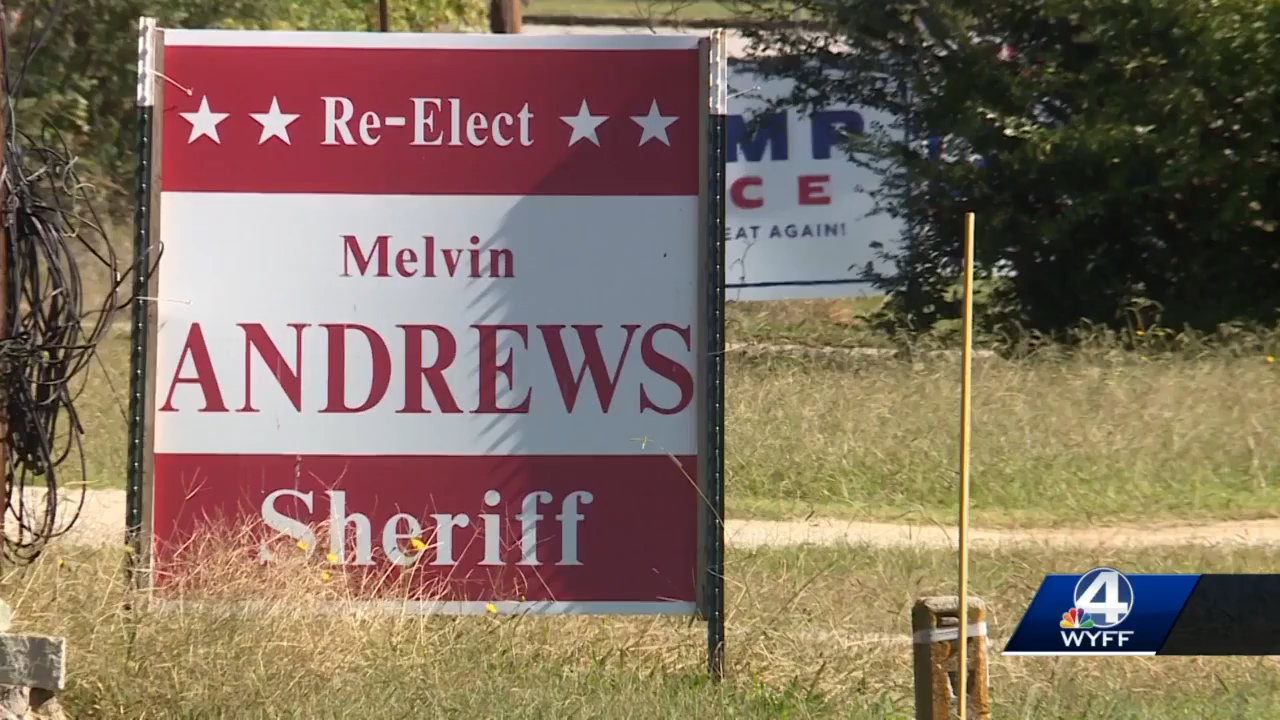 Re-Elect
Melvin
ANDREWS
Sheriff
MP
CE
EAT AGAIN!
4
WYFF